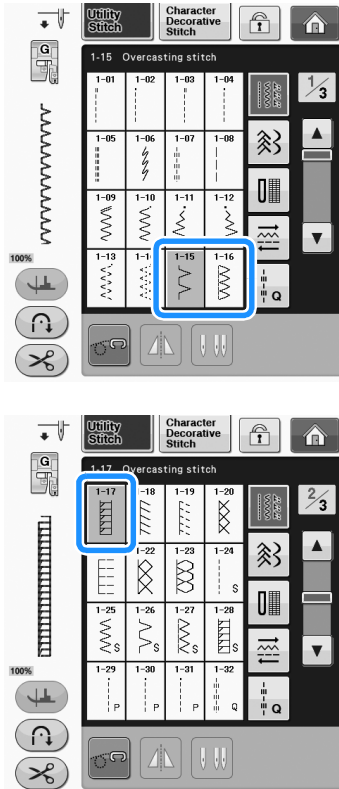 Utility
Stitch
Character
Decorative
Stitch
G
1-15 Overcasting stitch
1-01 1-02 1-03 1-04
1/3
1-05 1-06 1-07 1-08
1-09 1-10 1-11 1-12
100%
1-13 1-1 1-15 1-16
Q
Utility
Stitch
Character
Decorative
Stitch
G
1-17 Overcasting stitch
1-17 -18 1-19 1-20
2/3
1-22 1-23 1-24
S
1-25 1-26 1-27 1-28
S S S S
100%
1-29 1-30 1-31 1-32
P P P Q
Q